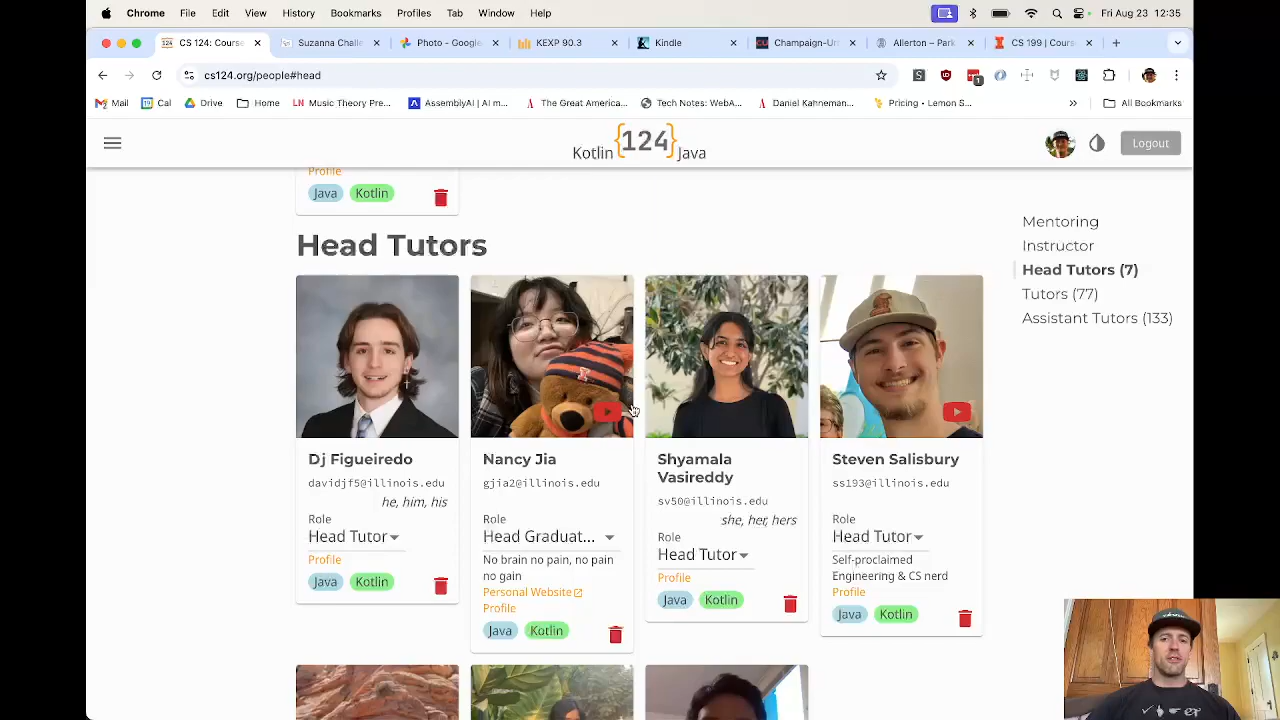 Chrome File Edit View History Bookmarks Profiles Tab Window Help Fri Aug 23 12:35
CS 124: Course Suzanna Challe Photo - Google KEXP 90.3 Kindle Champaign-Ur Allerton – Park CS 199 | Cours
cs124.org/people#head
Mail Cal Drive Home Music Theory Pre... AssemblyAI | AI m... The Great America... Tech Notes: WebA... Daniel Kahneman... Pricing - Lemon S... » All Bookmarks
Kotlin {124} Java
Logout
Profile
Java Kotlin
Head Tutors
Mentoring
Instructor
Head Tutors (7)
Tutors (77)
Assistant Tutors (133)
Dj Figueiredo
davidjf5@illinois.edu
he, him, his
Role
Head Tutor
Profile
Java Kotlin
Nancy Jia
gjia2@illinois.edu
Role
Head Graduat...
No brain no pain, no pain
no gain
Personal Website
Profile
Java Kotlin
Shyamala
Vasireddy
sv50@illinois.edu
she, her, hers
Role
Head Tutor
Profile
Java Kotlin
Steven Salisbury
ss193@illinois.edu
Role
Head Tutor
Self-proclaimed
Engineering & CS nerd
Profile
Java Kotlin